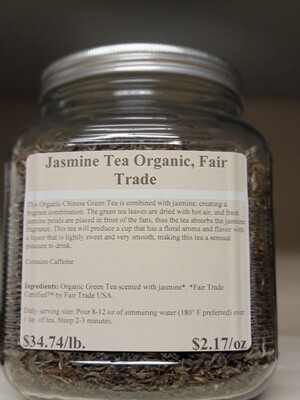 Jasmine Tea Organic, Fair
Trade
This Organic Chinese Green Tea is combined with jasmine, creating a
fragrant combination. The green tea leaves are dried with hot air, and fresh
jasmine petals are placed in front of the fans, thus the tea absorbs the jasmine
fragrance. This tea will produce a cup that has a floral aroma and flavor with
a liquor that is lightly sweet and very smooth, making this tea a sensual
pleasure to drink.
Contains Caffeine
Ingredients: Organic Green Tea scented with jasmine*. *Fair Trade
Certified™ by Fair Trade USA.
Daily serving size: Pour 8-12 oz of simmering water (180° F preferred) over
1 tsp. of tea. Steep 2-3 minutes.
$34.74/lb. $2.17/oz